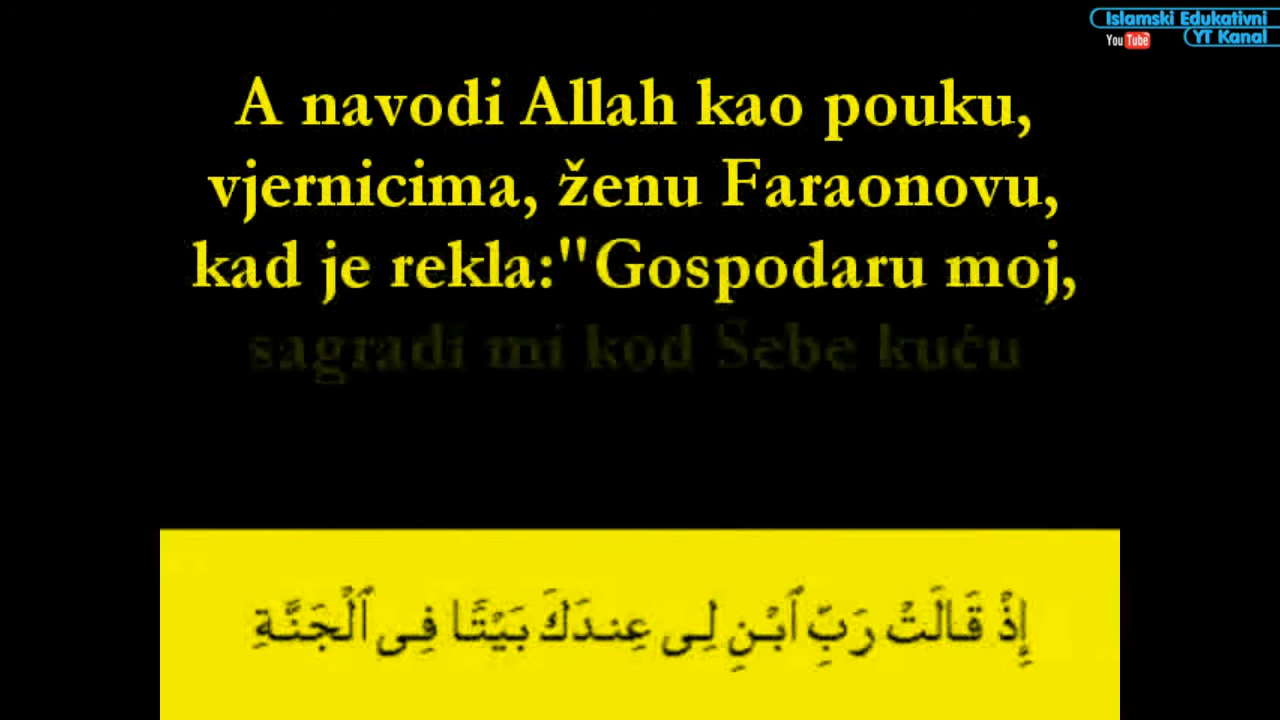 Islamski Edukativni
YouTube YT Kanal
A navodi Allah kao pouku,
vjernicima, ženu Faraonovu,
kad je rekla:"Gospodaru moj,
sagradi mi kod Sebe kuću
إِذْ قَالَتْ رَبِّ ٱبْنِ لِى عِندَكَ بَيْتًا فِى ٱلْجَنَّةِ